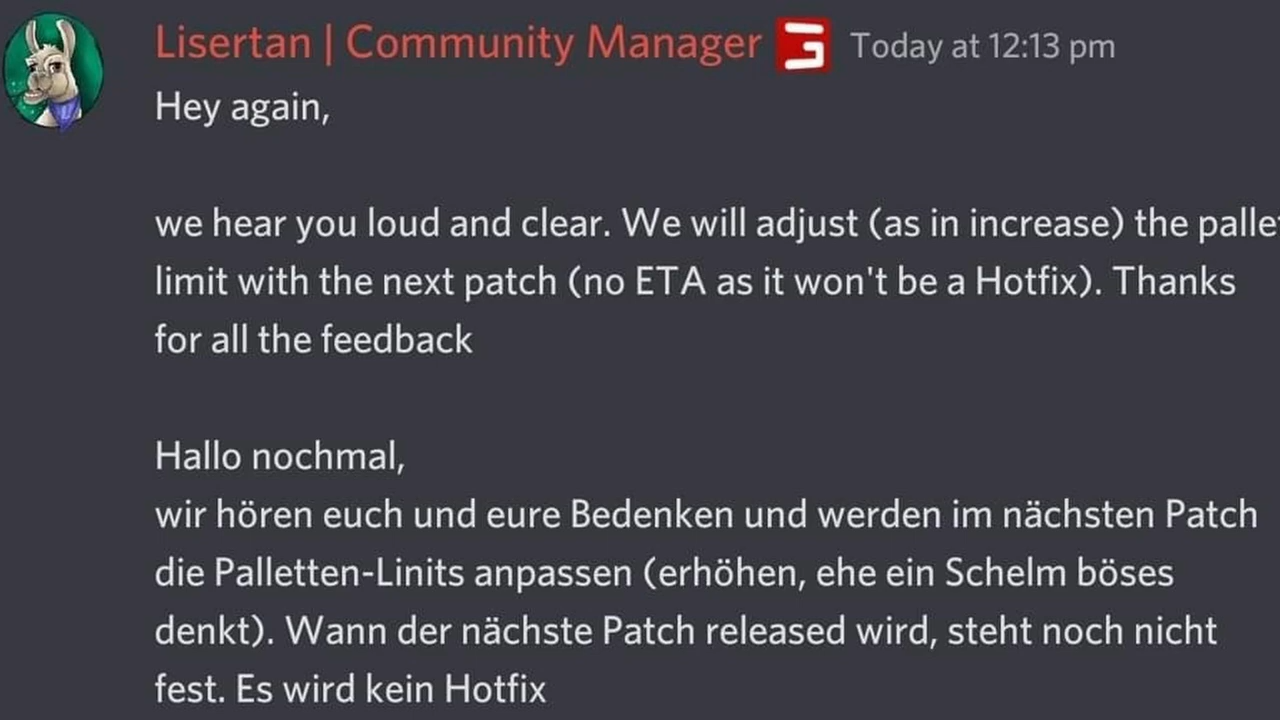 Lisertan | Community Manager Today at 12:13 pm
Hey again,
we hear you loud and clear. We will adjust (as in increase) the palle
limit with the next patch (no ETA as it won't be a Hotfix). Thanks
for all the feedback
Hallo nochmal,
wir hören euch und eure Bedenken und werden im nächsten Patch
die Palletten-Linits anpassen (erhöhen, ehe ein Schelm böses
denkt). Wann der nächste Patch released wird, steht noch nicht
fest. Es wird kein Hotfix